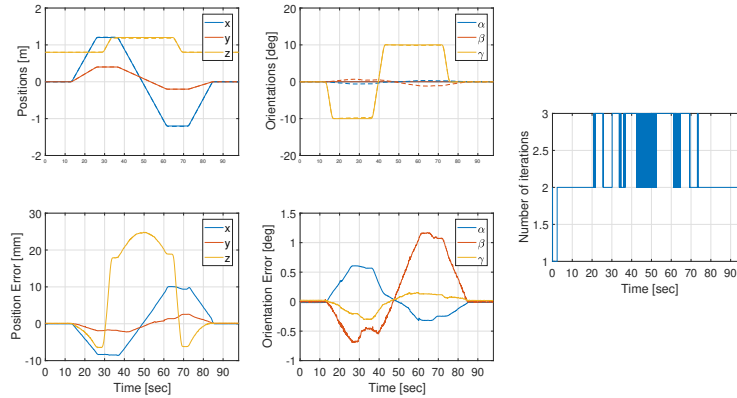 2
1
0
-1
-2
Positions [m]
0 10 20 30 40 50 60 70 80 90
x
y
z
20
10
0
-10
-20
Orientations [deg]
0 10 20 30 40 50 60 70 80 90
α
β
γ
3
2.5
2
1.5
1
Number of iterations
0 10 20 30 40 50 60 70 80 90
Time [sec]
30
20
10
0
-10
Position Error [mm]
0 10 20 30 40 50 60 70 80 90
Time [sec]
x
y
z
1.5
1
0.5
0
-0.5
-1
Orientation Error [deg]
0 10 20 30 40 50 60 70 80 90
Time [sec]
α
β
γ